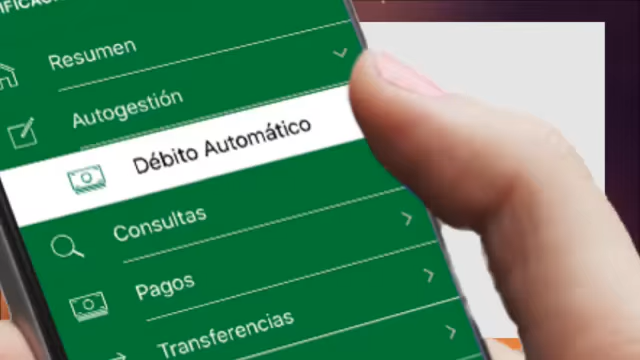 Resumen
Autogestión
Débito Automático
Consultas
Pagos
Transferencias